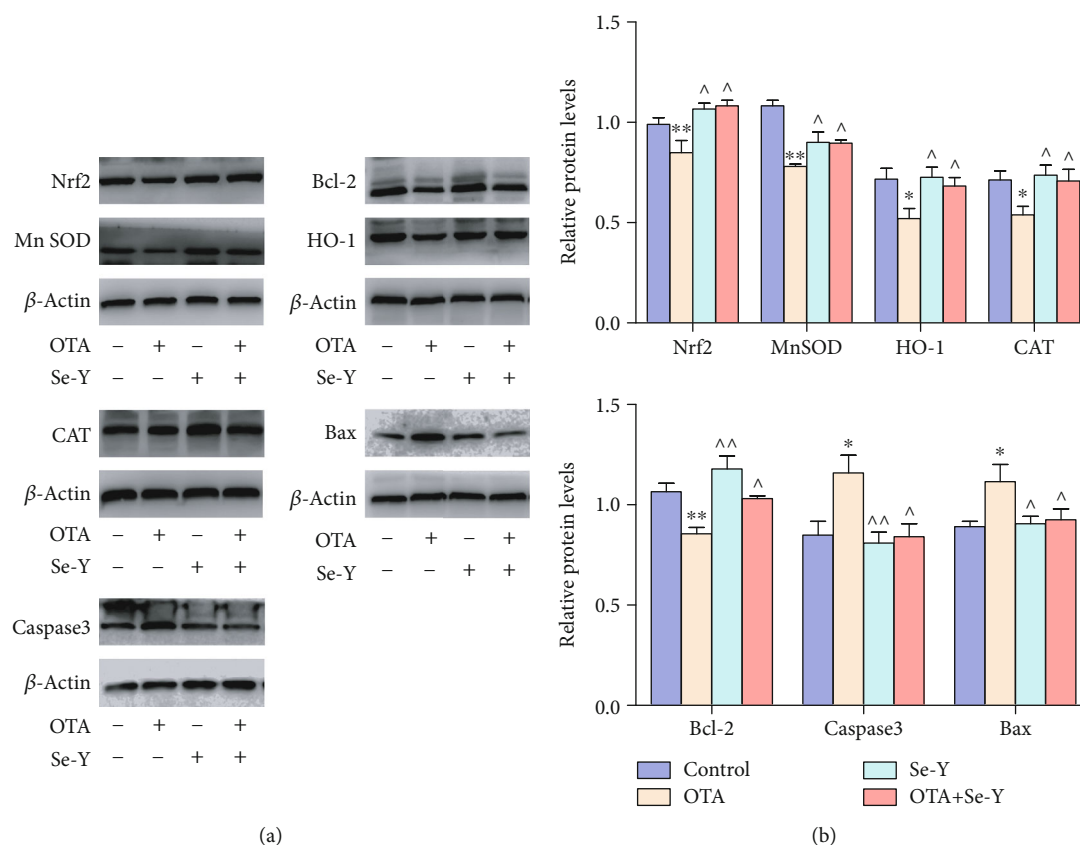 Nrf2
Mn SOD
β-Actin
OTA – + – +
Se-Y – – + +
Bcl-2
HO-1
β-Actin
OTA – + – +
Se-Y – – + +
CAT
β-Actin
OTA – + – +
Se-Y – – + +
Bax
β-Actin
OTA – + – +
Se-Y – – + +
Caspase3
β-Actin
OTA – + – +
Se-Y – – + +
(a)
Relative protein levels
1.5
1.0
0.5
0.0
** ^ ^ ** ^ ^ * ^ ^ * ^ ^
Nrf2 MnSOD HO-1 CAT
Relative protein levels
1.5
1.0
0.5
0.0
** ^^ ^ * ^^ ^ * ^ ^
Bcl-2 Caspase3 Bax
Control Se-Y
OTA OTA+Se-Y
(b)